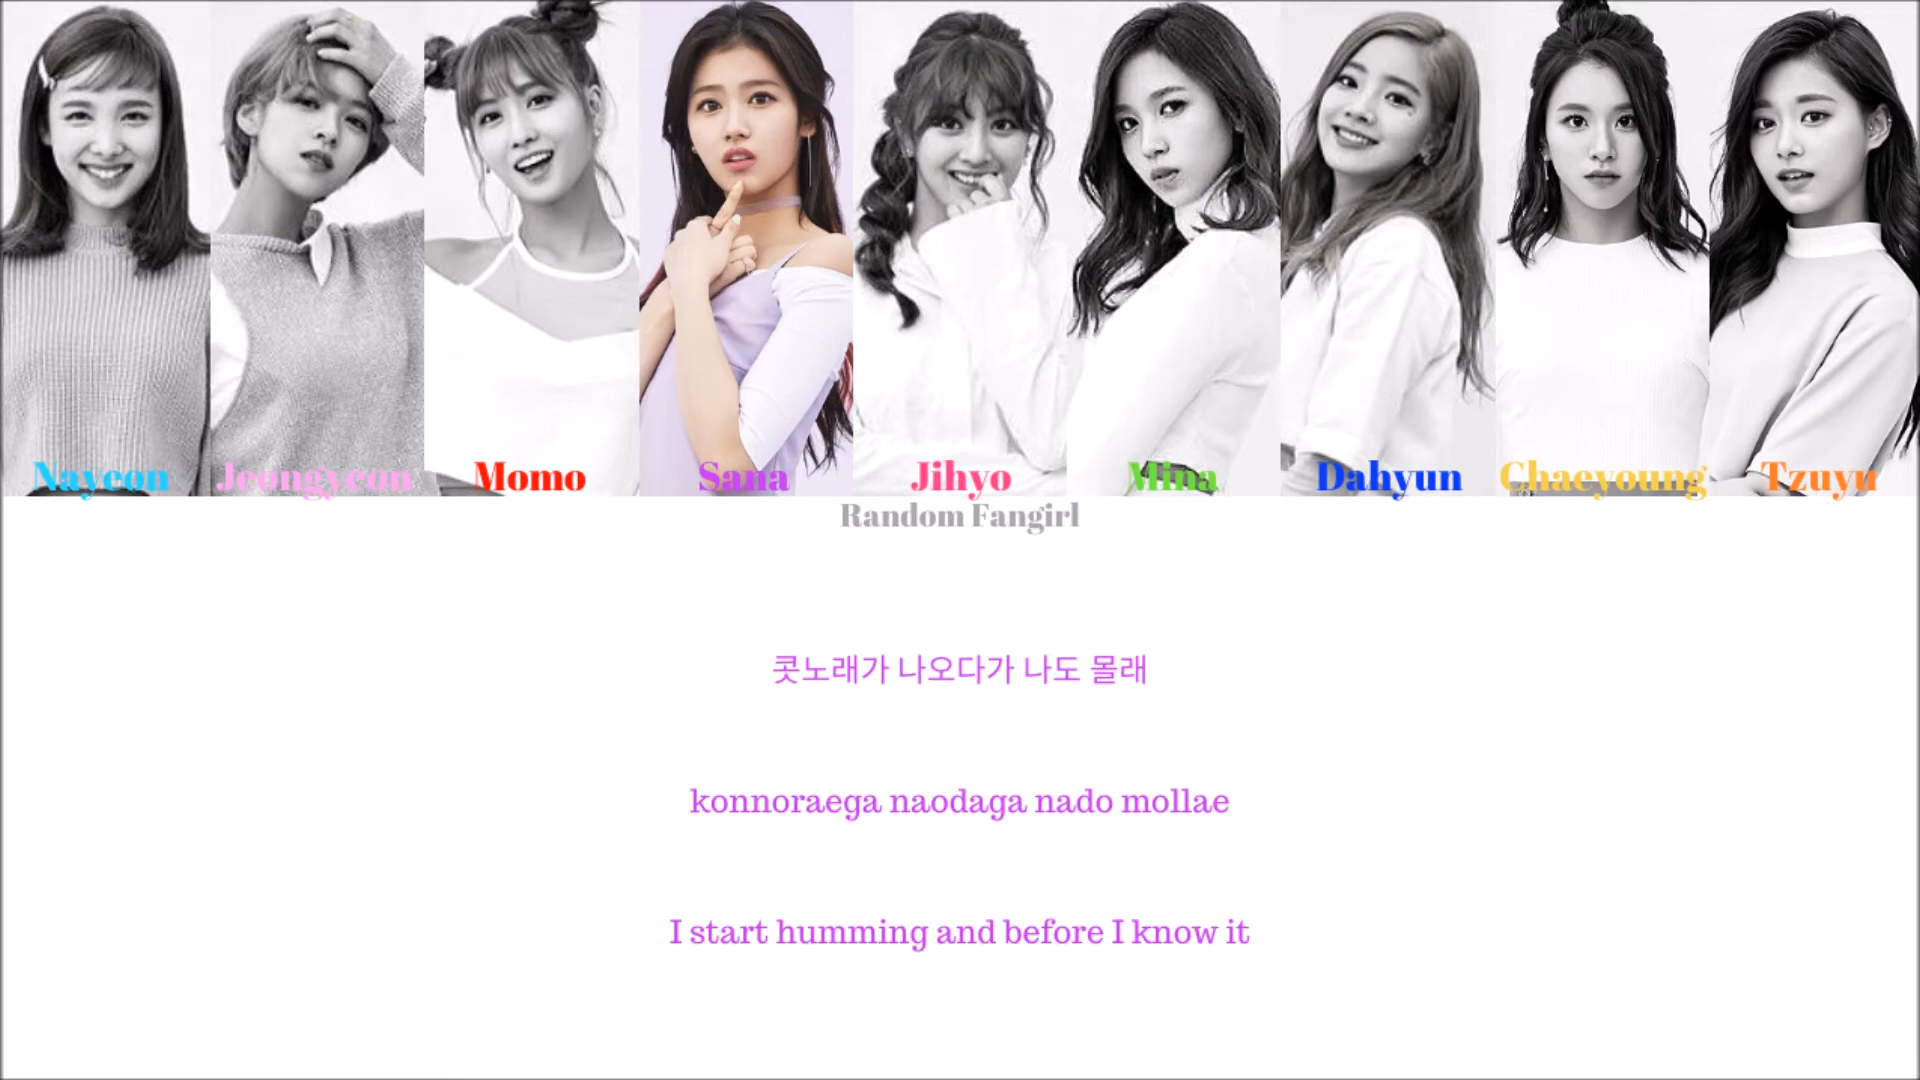 Nayeon Jeongyeon Momo Sana Jihyo Mina Dahyun Chaeyoung Tzuyu
Random Fangirl
콧노래가 나오다가 나도 몰래
konnoraega naodaga nado mollae
I start humming and before I know it